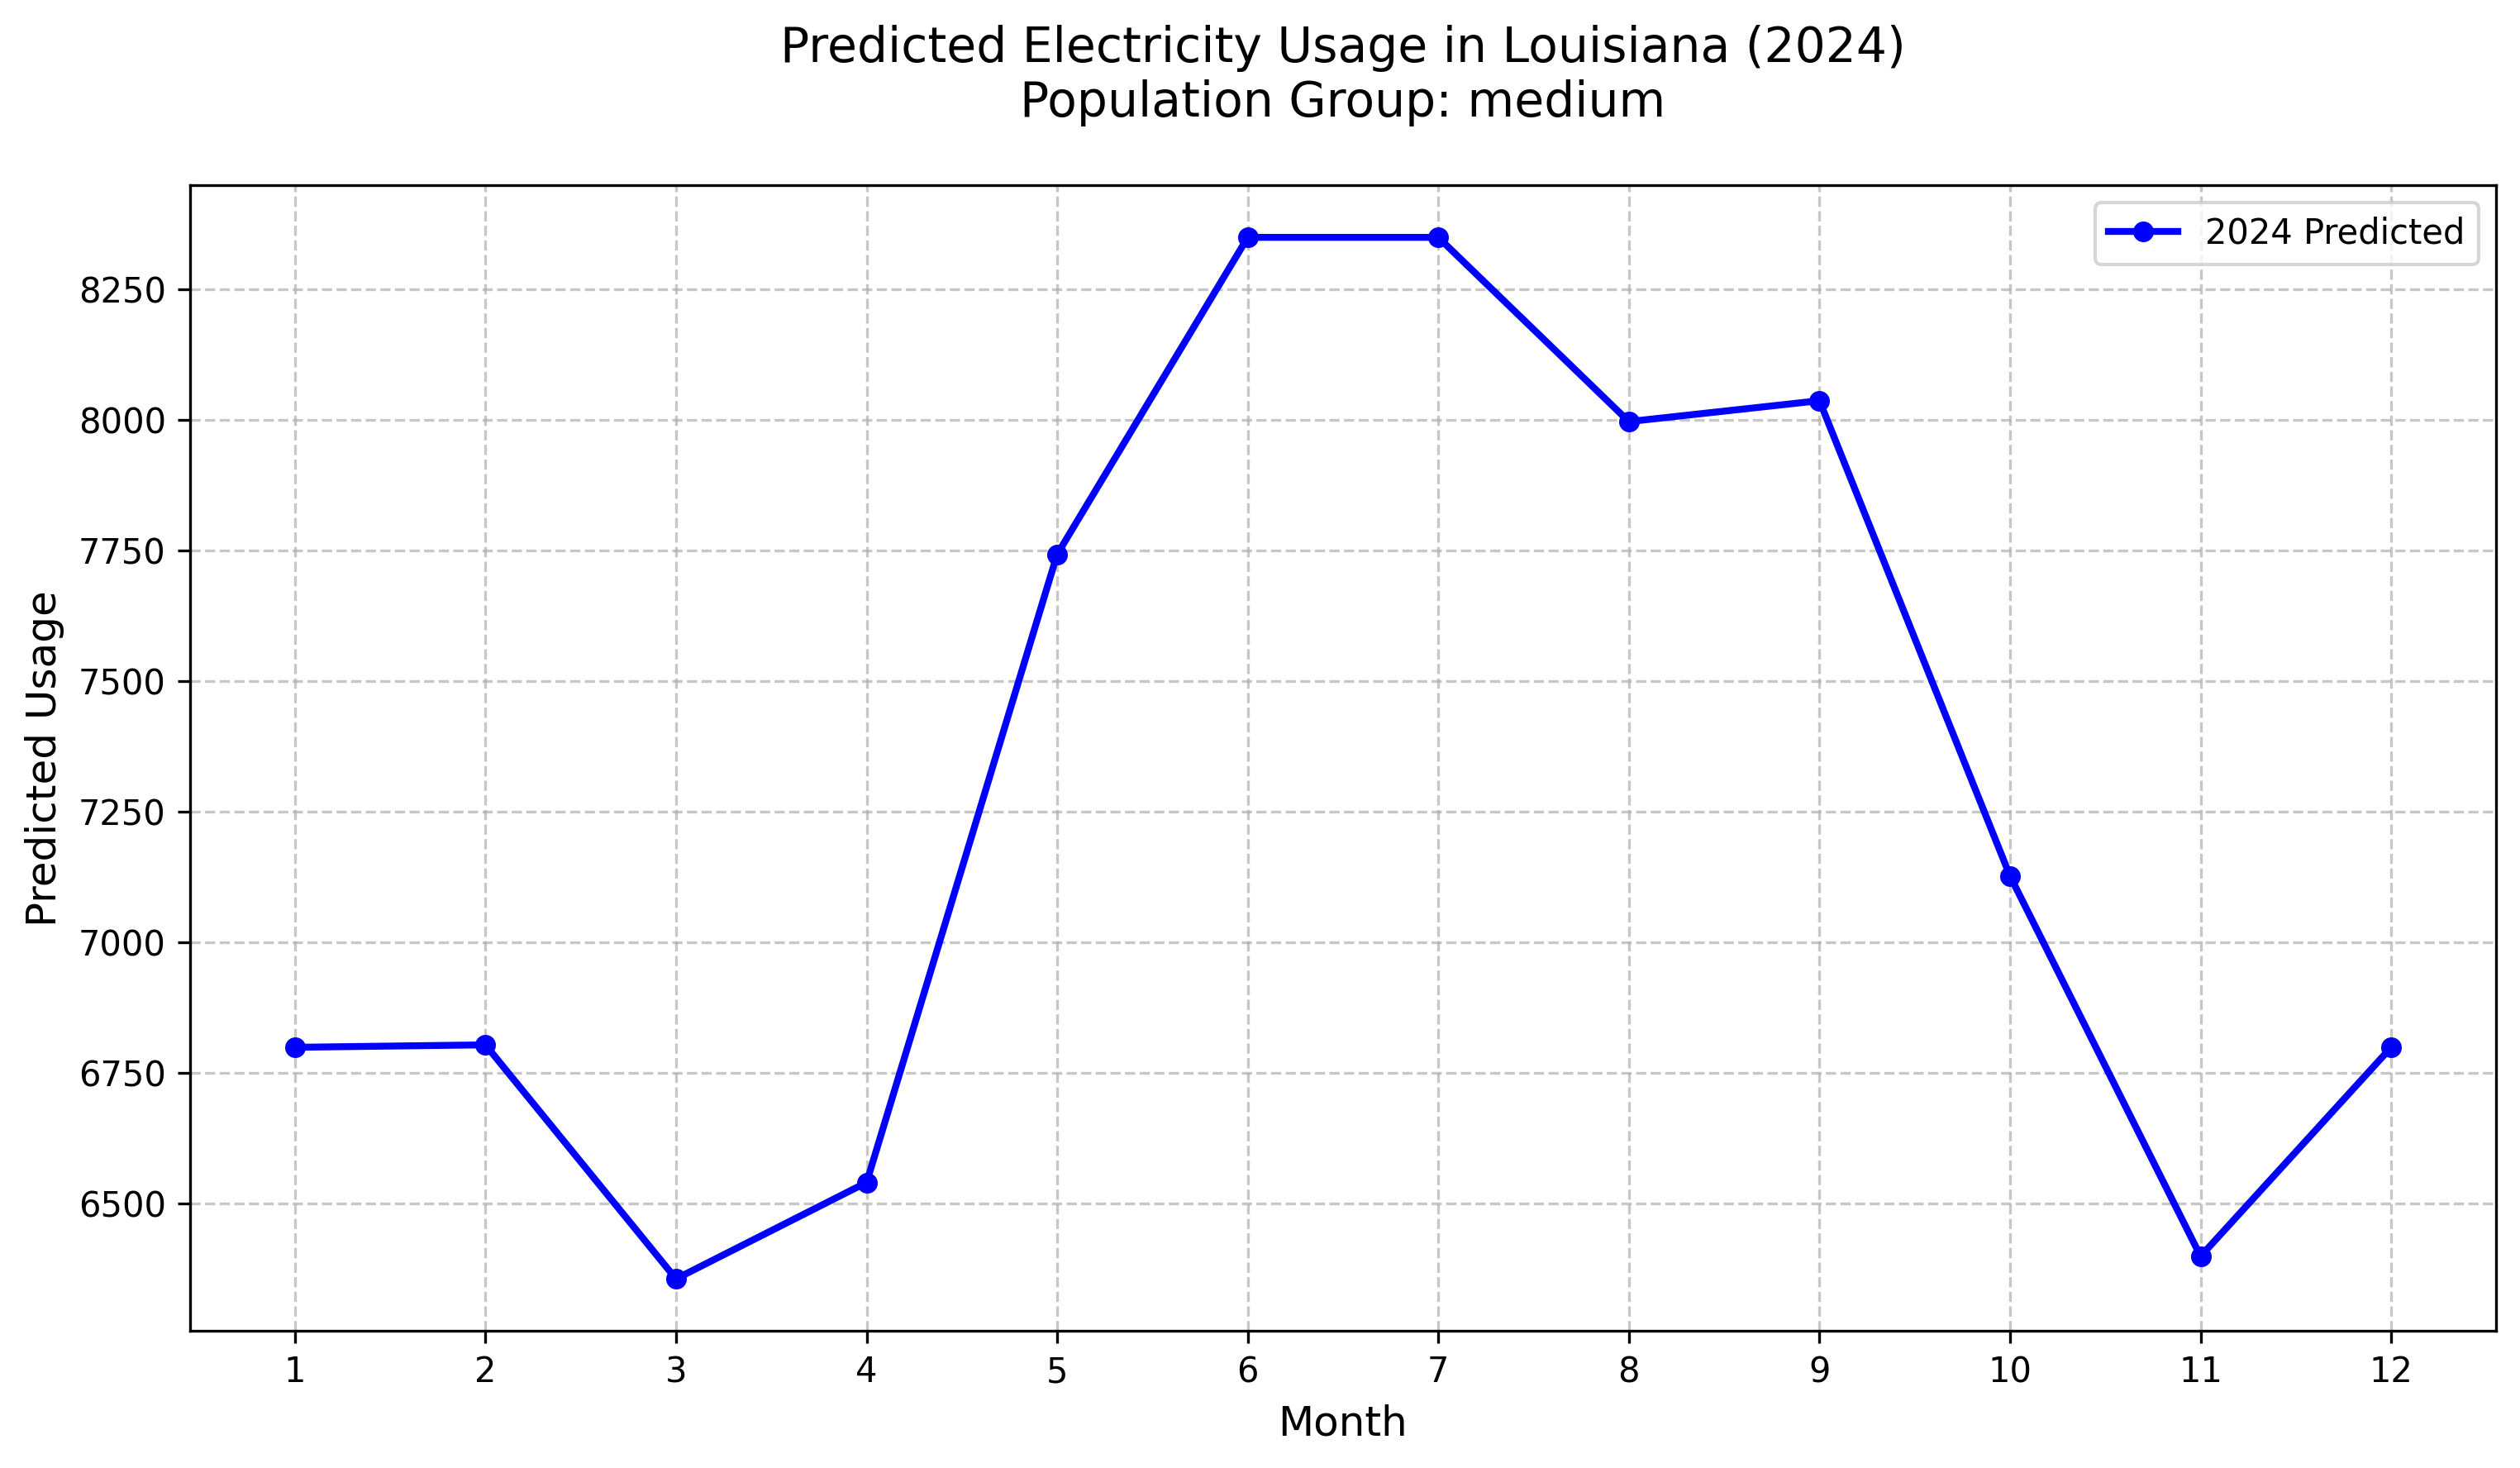 Predicted Electricity Usage in Louisiana (2024)
Population Group: medium
2024 Predicted
8250
8000
7750
7500
7250
7000
6750
6500
Predicted Usage
1 2 3 4 5 6 7 8 9 10 11 12
Month